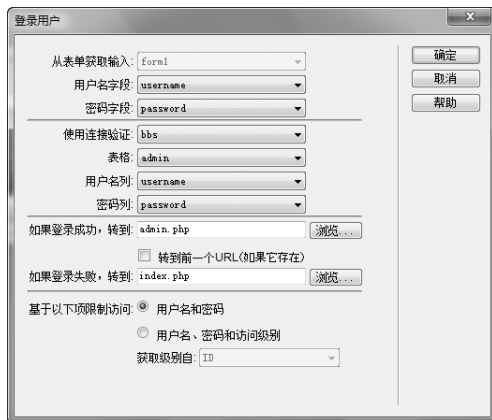 登录用户
从表单获取输入: form1
用户名字段: username
密码字段: password
使用连接验证: bbs
表格: admin
用户名列: username
密码列: password
如果登录成功，转到: admin.php 浏览...
转到前一个URL(如果它存在)
如果登录失败，转到: index.php 浏览...
基于以下项限制访问: 用户名和密码
用户名、密码和访问级别
获取级别自: ID
确定
取消
帮助